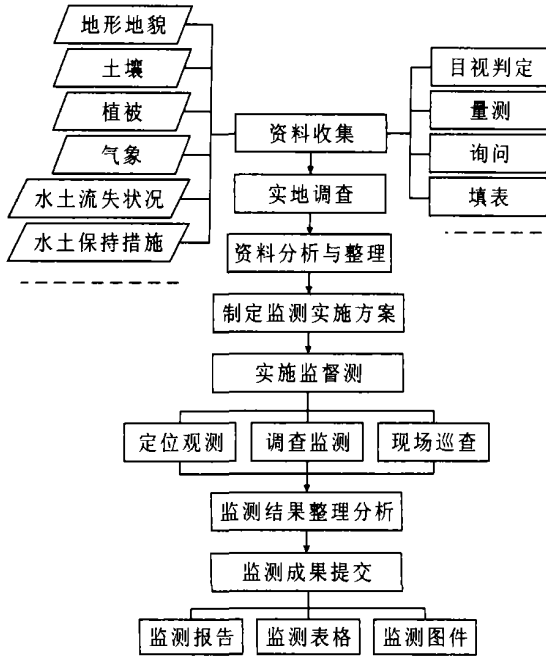 地形地貌
土壤
植被
气象
水土流失状况
水土保持措施
资料收集
目视判定
量测
询问
填表
实地调查
资料分析与整理
制定监测实施方案
实施监督测
定位观测
调查监测
现场巡查
监测结果整理分析
监测成果提交
监测报告
监测表格
监测图件